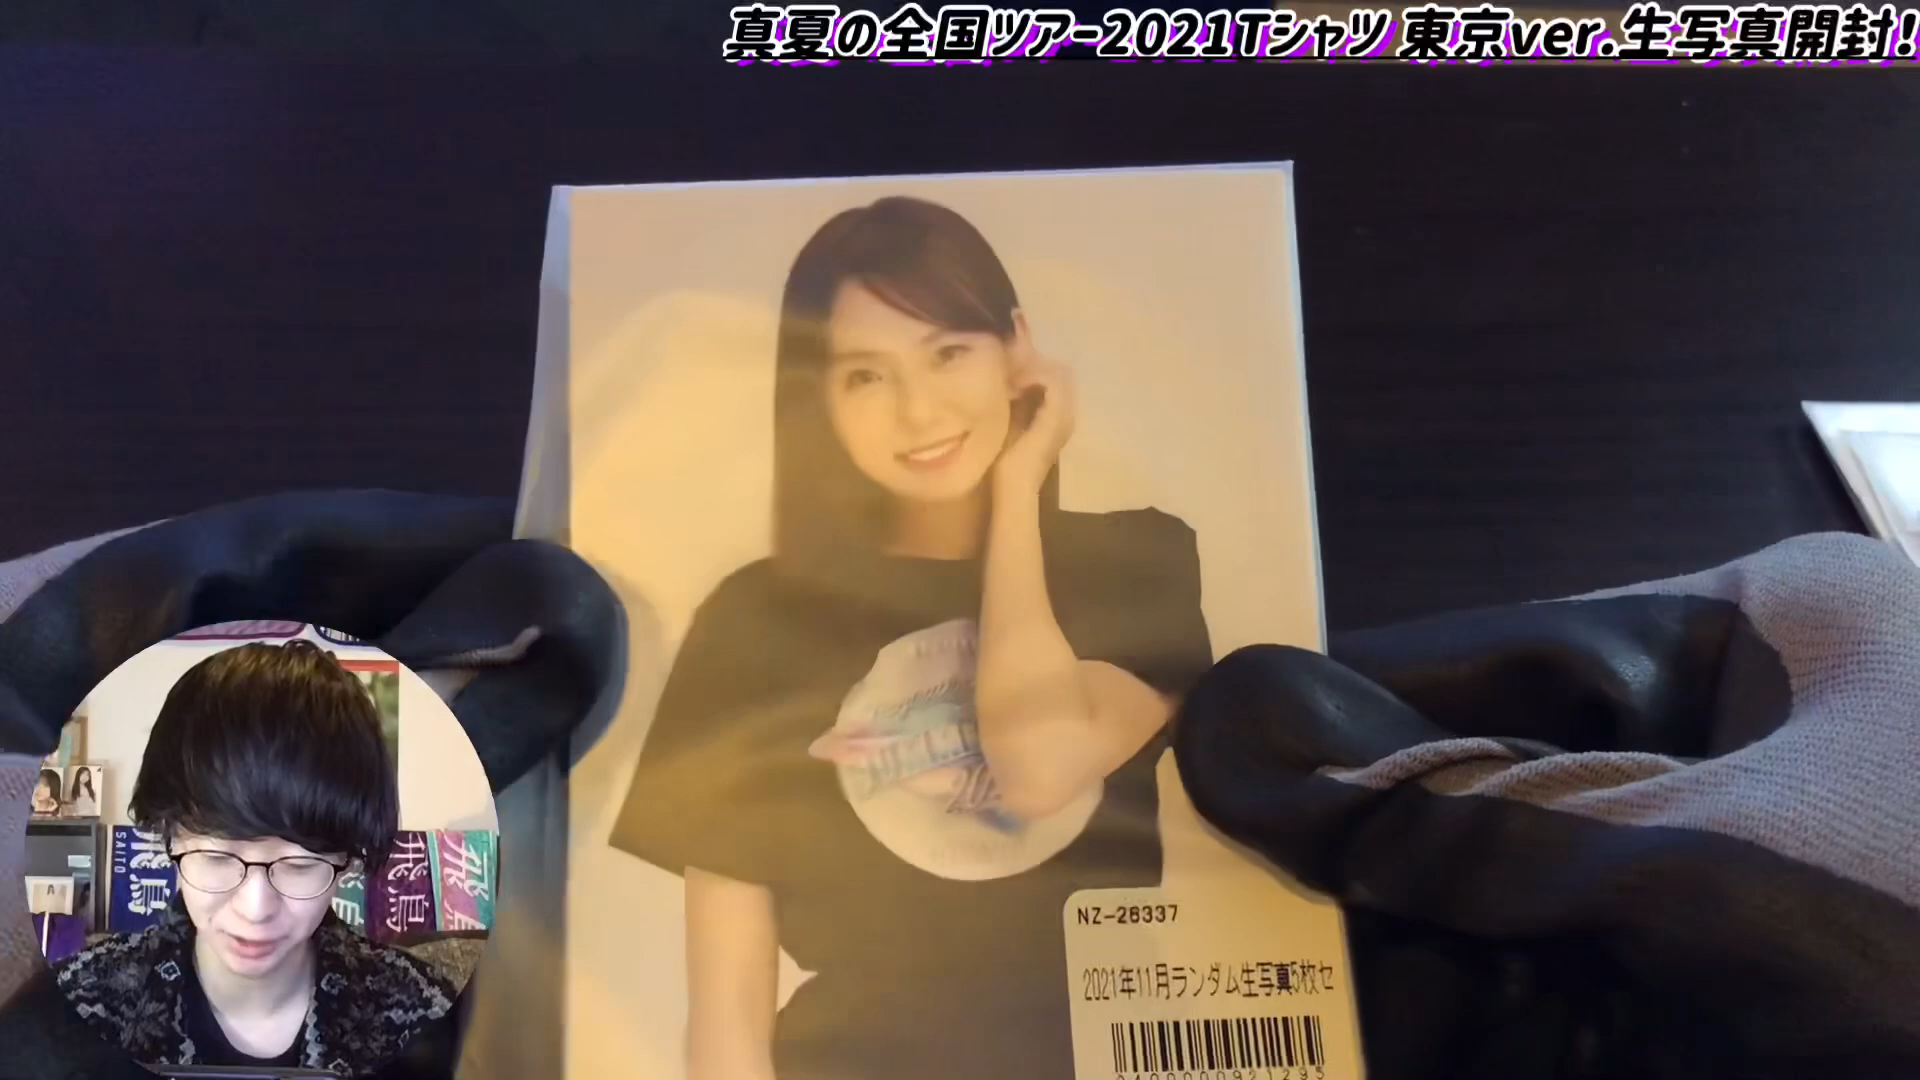 真夏の全国ツアー2021Tシャツ 東京ver.生写真開封!
NZ-26337
2021年11月ランダム生写真5枚セ
SAITO
飛鳥
飛鳥
飛鳥